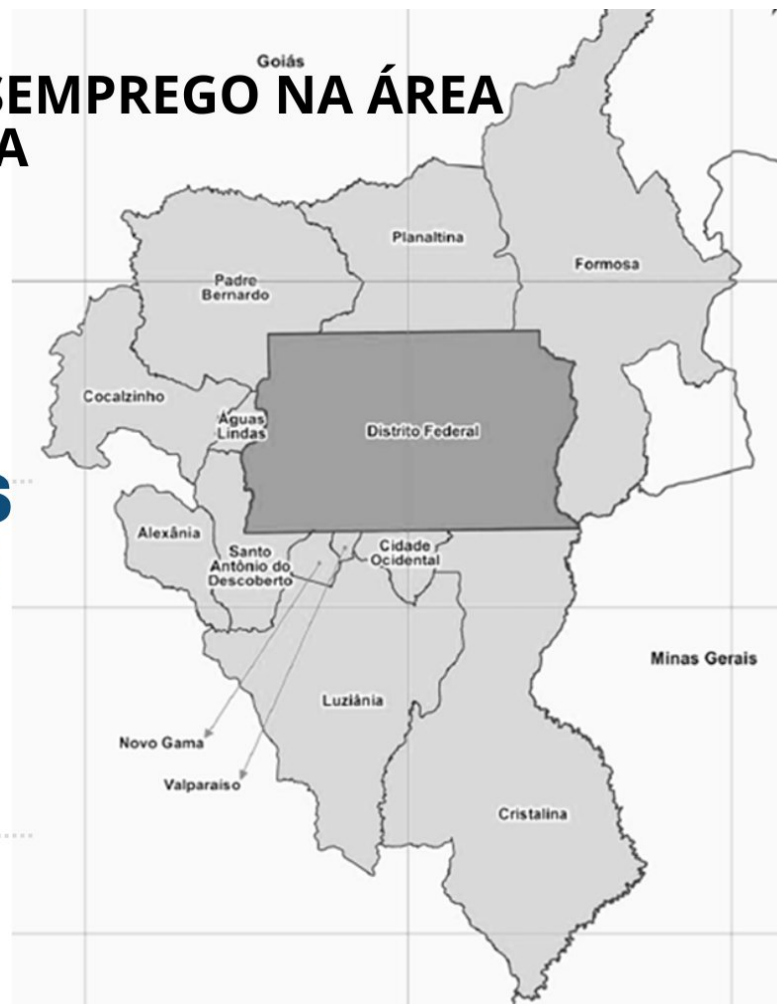 Goiás
SEMPREGO NA ÁREA
A
Planaltina
Formosa
Padre
Bernardo
Cocalzinho
Águas
Lindas
Distrito Federal
S
Alexânia
Santo
Antônio do
Descoberto
Cidade
Ocidental
Minas Gerais
Luziânia
Novo Gama
Valparaíso
Cristalina